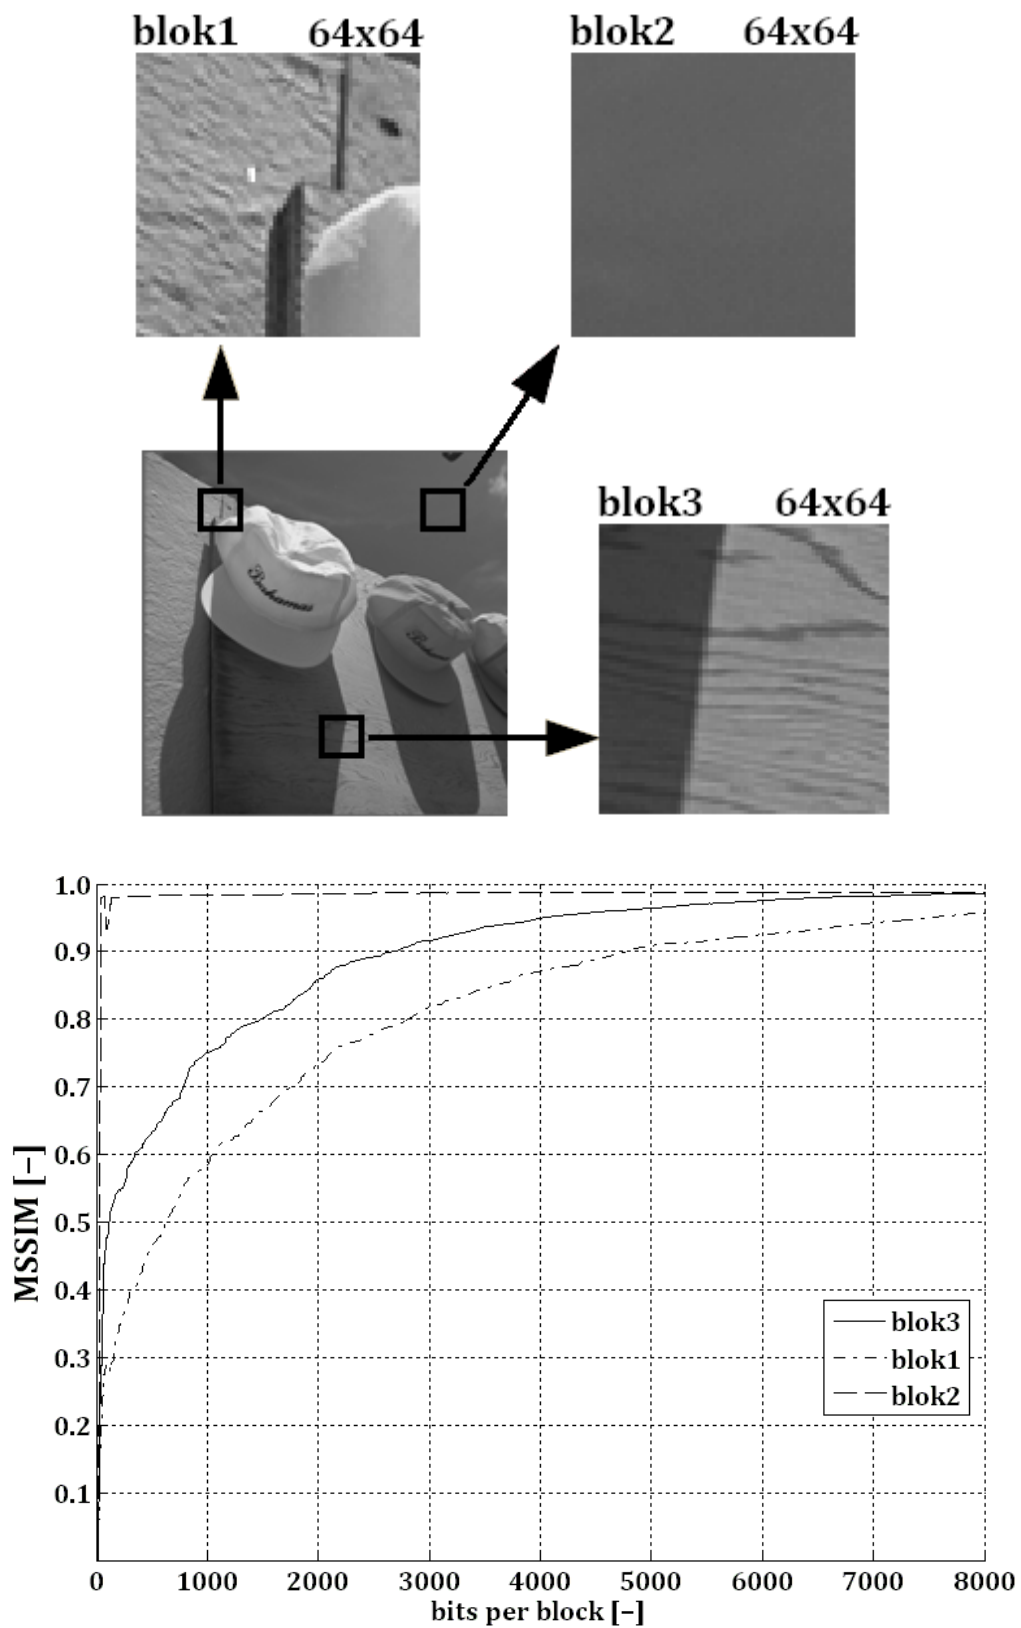 blok1 64x64
blok2 64x64
Bahamas
blok3 64x64
1.0
0.9
0.8
0.7
0.6
0.5
0.4
0.3
0.2
0.1
MSSIM [−]
blok3
blok1
blok2
0 1000 2000 3000 4000 5000 6000 7000 8000
bits per block [−]